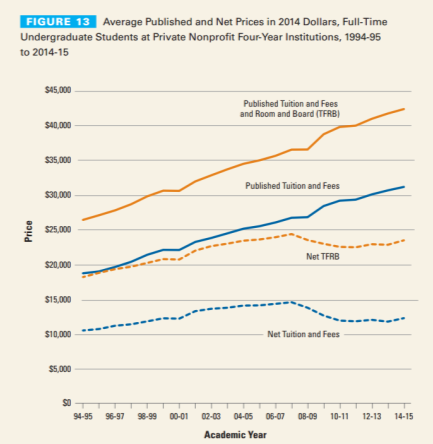 FIGURE 13 Average Published and Net Prices in 2014 Dollars, Full-Time
Undergraduate Students at Private Nonprofit Four-Year Institutions, 1994-95
to 2014-15
$45,000
Published Tuition and Fees
and Room and Board (TFRB)
$40,000
$35,000
Published Tuition and Fees
$30,000
$25,000
Net TFRB
$20,000
$15,000
Net Tuition and Fees
$10,000
$5,000
$0
Price
94-95 96-97 98-99 00-01 02-03 04-05 06-07 08-09 10-11 12-13 14-15
Academic Year